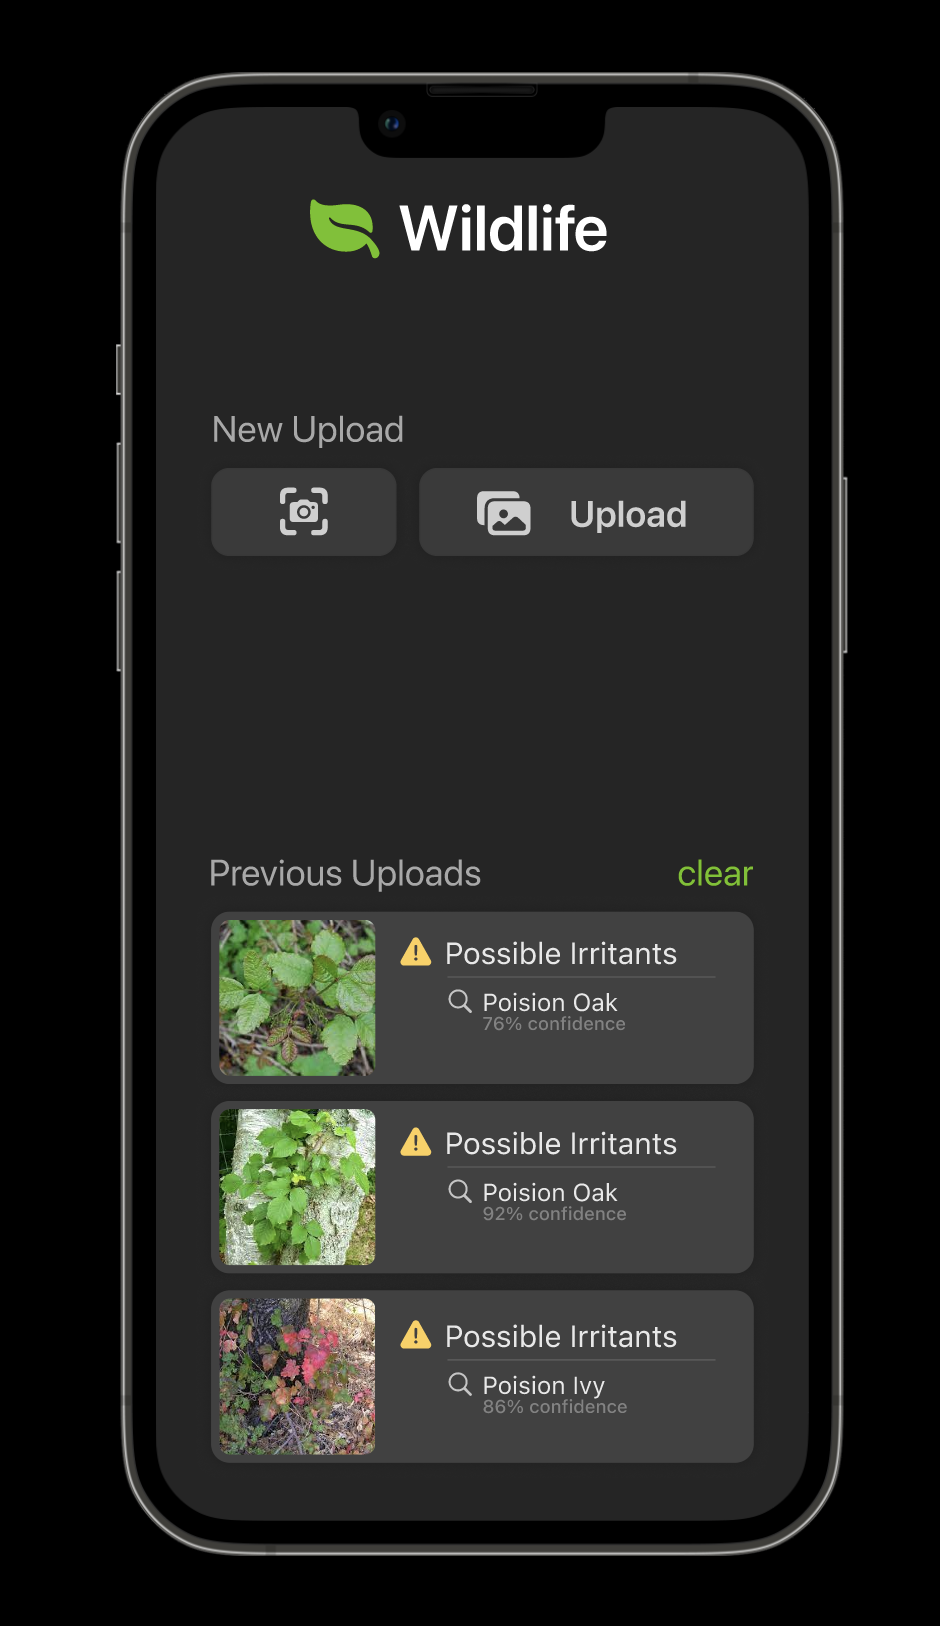 Wildlife
New Upload
Upload
Previous Uploads
clear
Possible Irritants
Poision Oak
76% confidence
Possible Irritants
Poision Oak
92% confidence
Possible Irritants
Poision Ivy
86% confidence